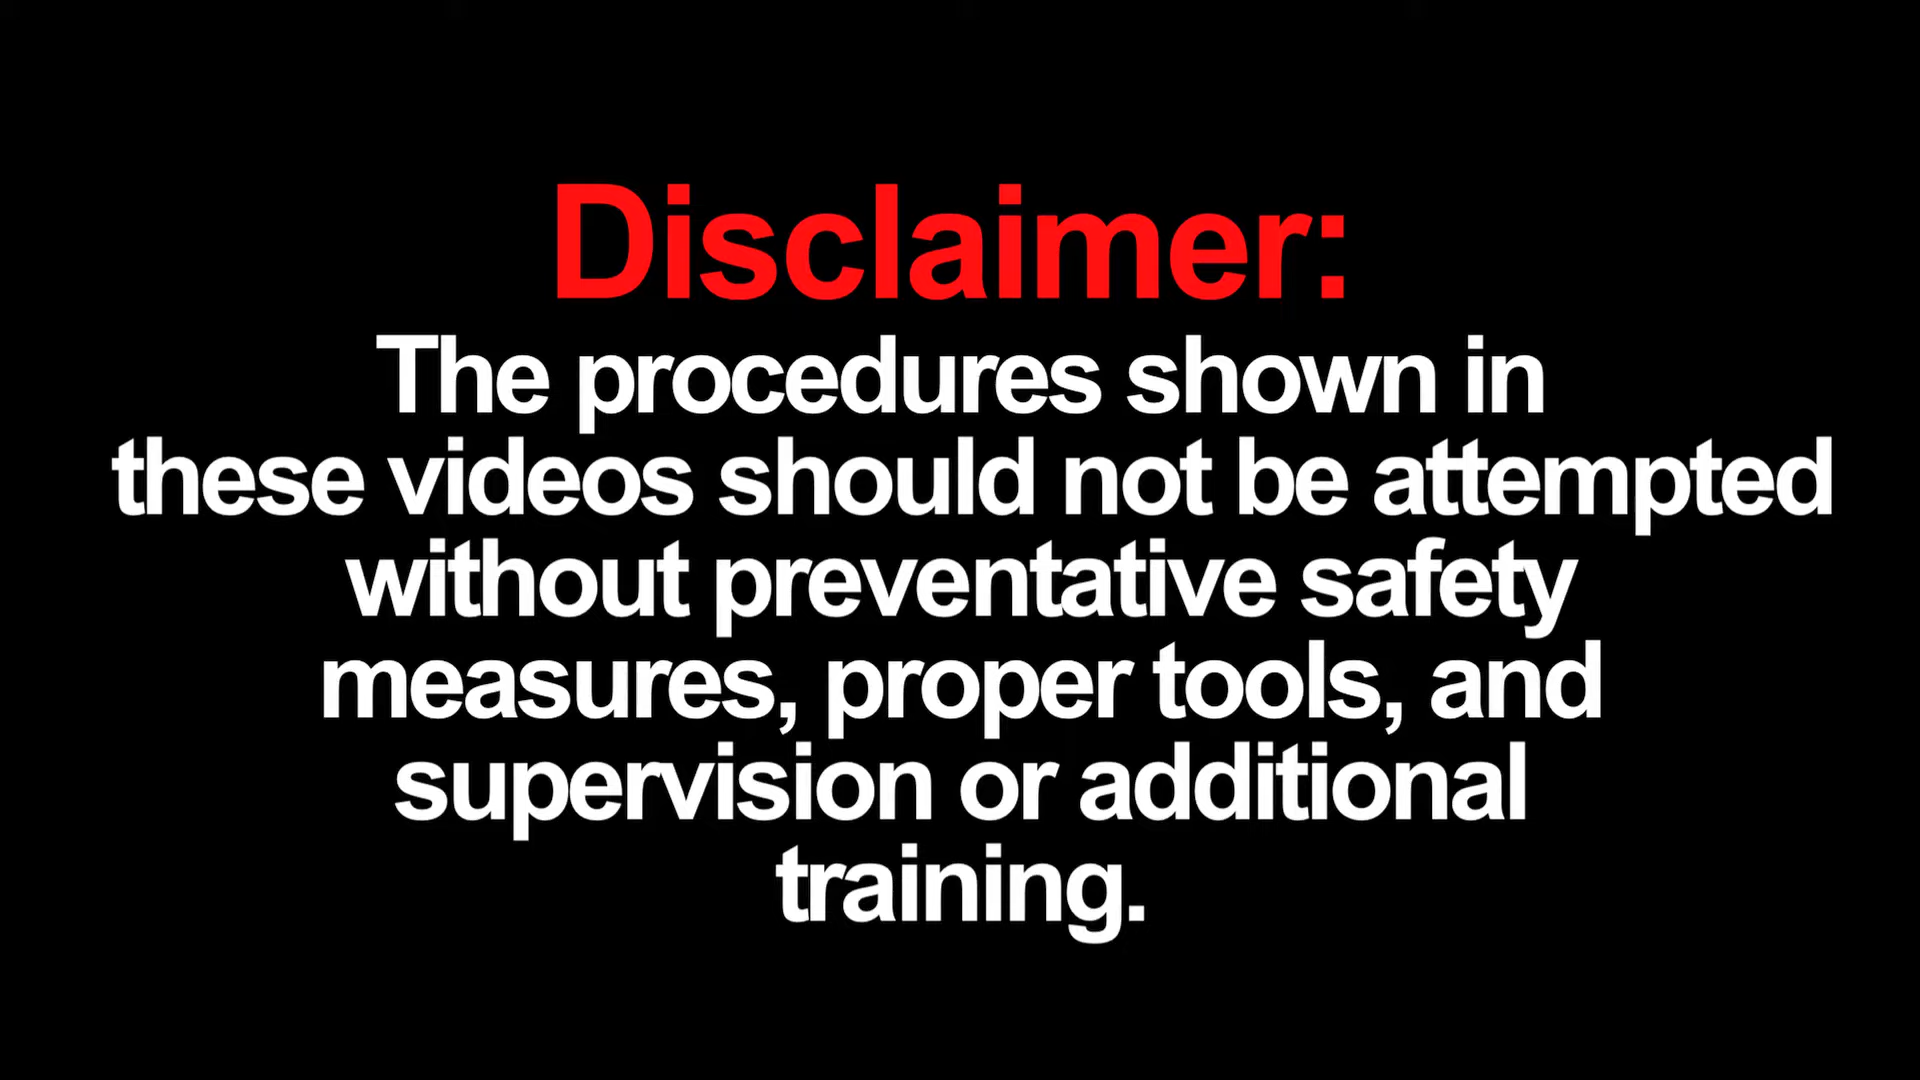 Disclaimer:
The procedures shown in
these videos should not be attempted
without preventative safety
measures, proper tools, and
supervision or additional
training.